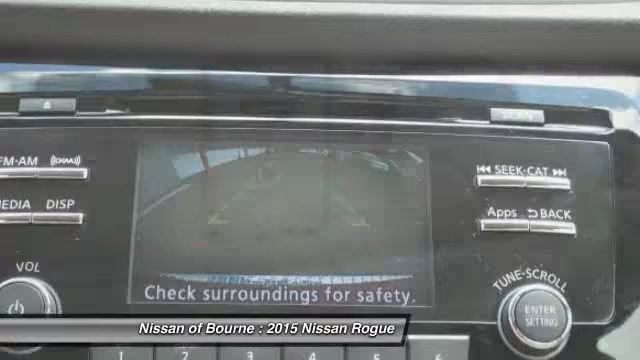 FM·AM
MEDIA DISP
VOL
SEEK·CAT
Apps BACK
TUNE·SCROLL
ENTER
SETTING
Check surroundings for safety.
Nissan of Bourne : 2015 Nissan Rogue
1 2 3 4 5 6